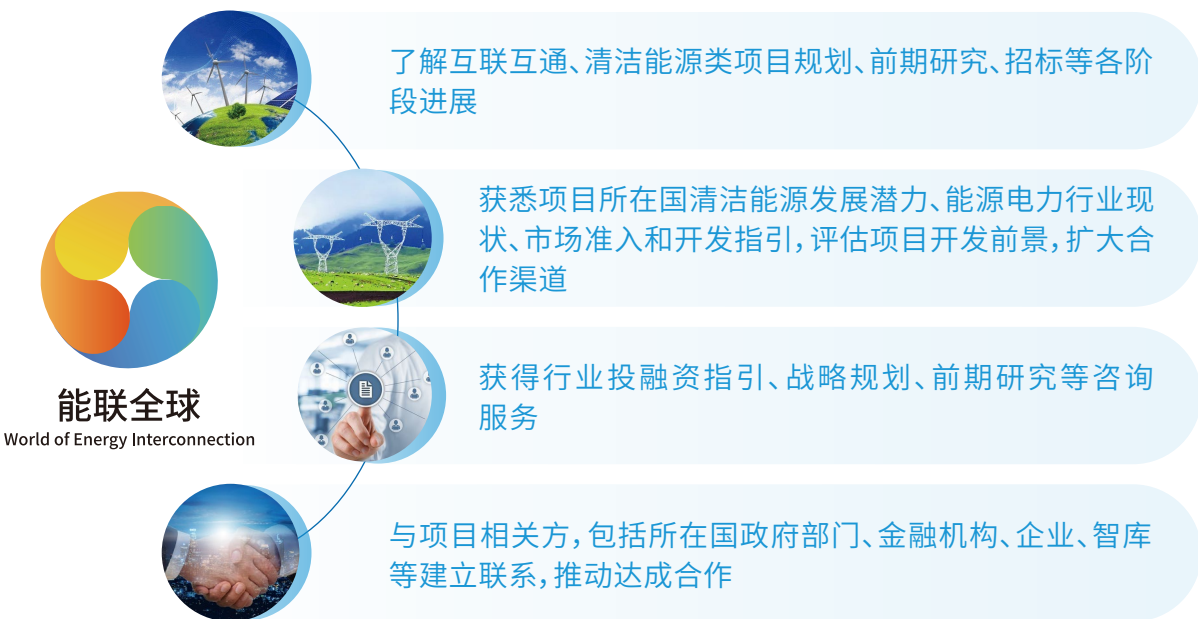 了解互联互通、清洁能源类项目规划、前期研究、招标等各阶
段进展
获悉项目所在国清洁能源发展潜力、能源电力行业现
状、市场准入和开发指引，评估项目开发前景，扩大合
作渠道
能联全球
World of Energy Interconnection
获得行业投融资指引、战略规划、前期研究等咨询
服务
与项目相关方，包括所在国政府部门、金融机构、企业、智库
等建立联系，推动达成合作